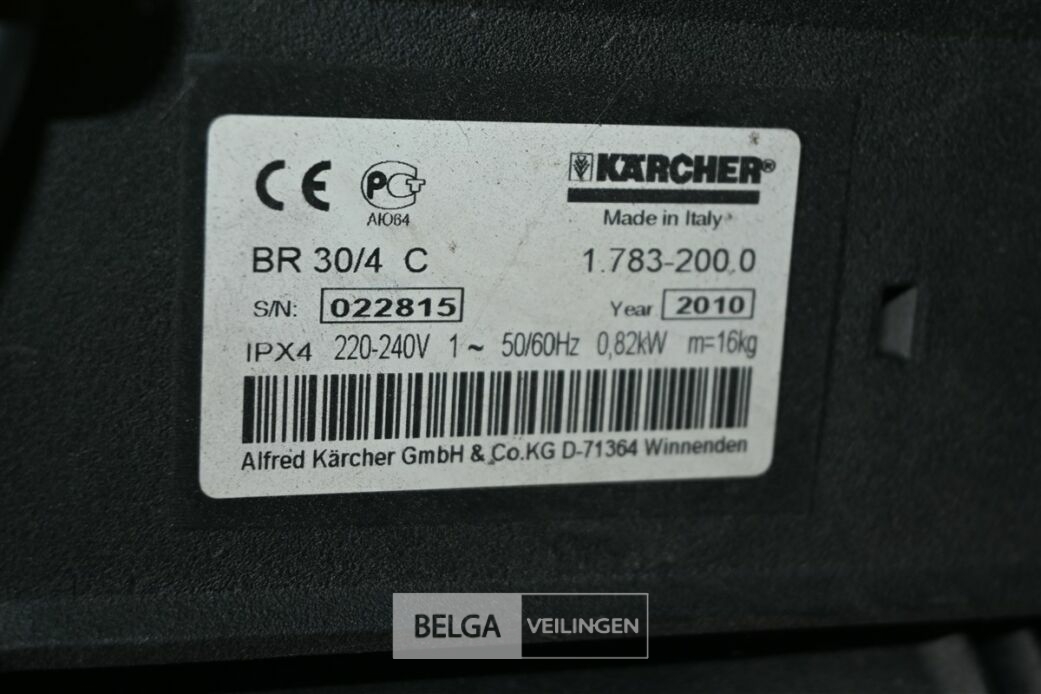 CE PCT KÄRCHER®
АЮ64 Made in Italy
BR 30/4 C 1.783-200.0
S/N: 022815 Year 2010
IPX4 220-240V 1 ~ 50/60Hz 0,82kW m=16kg
Alfred Kärcher GmbH & Co.KG D-71364 Winnenden
BELGA VEILINGEN